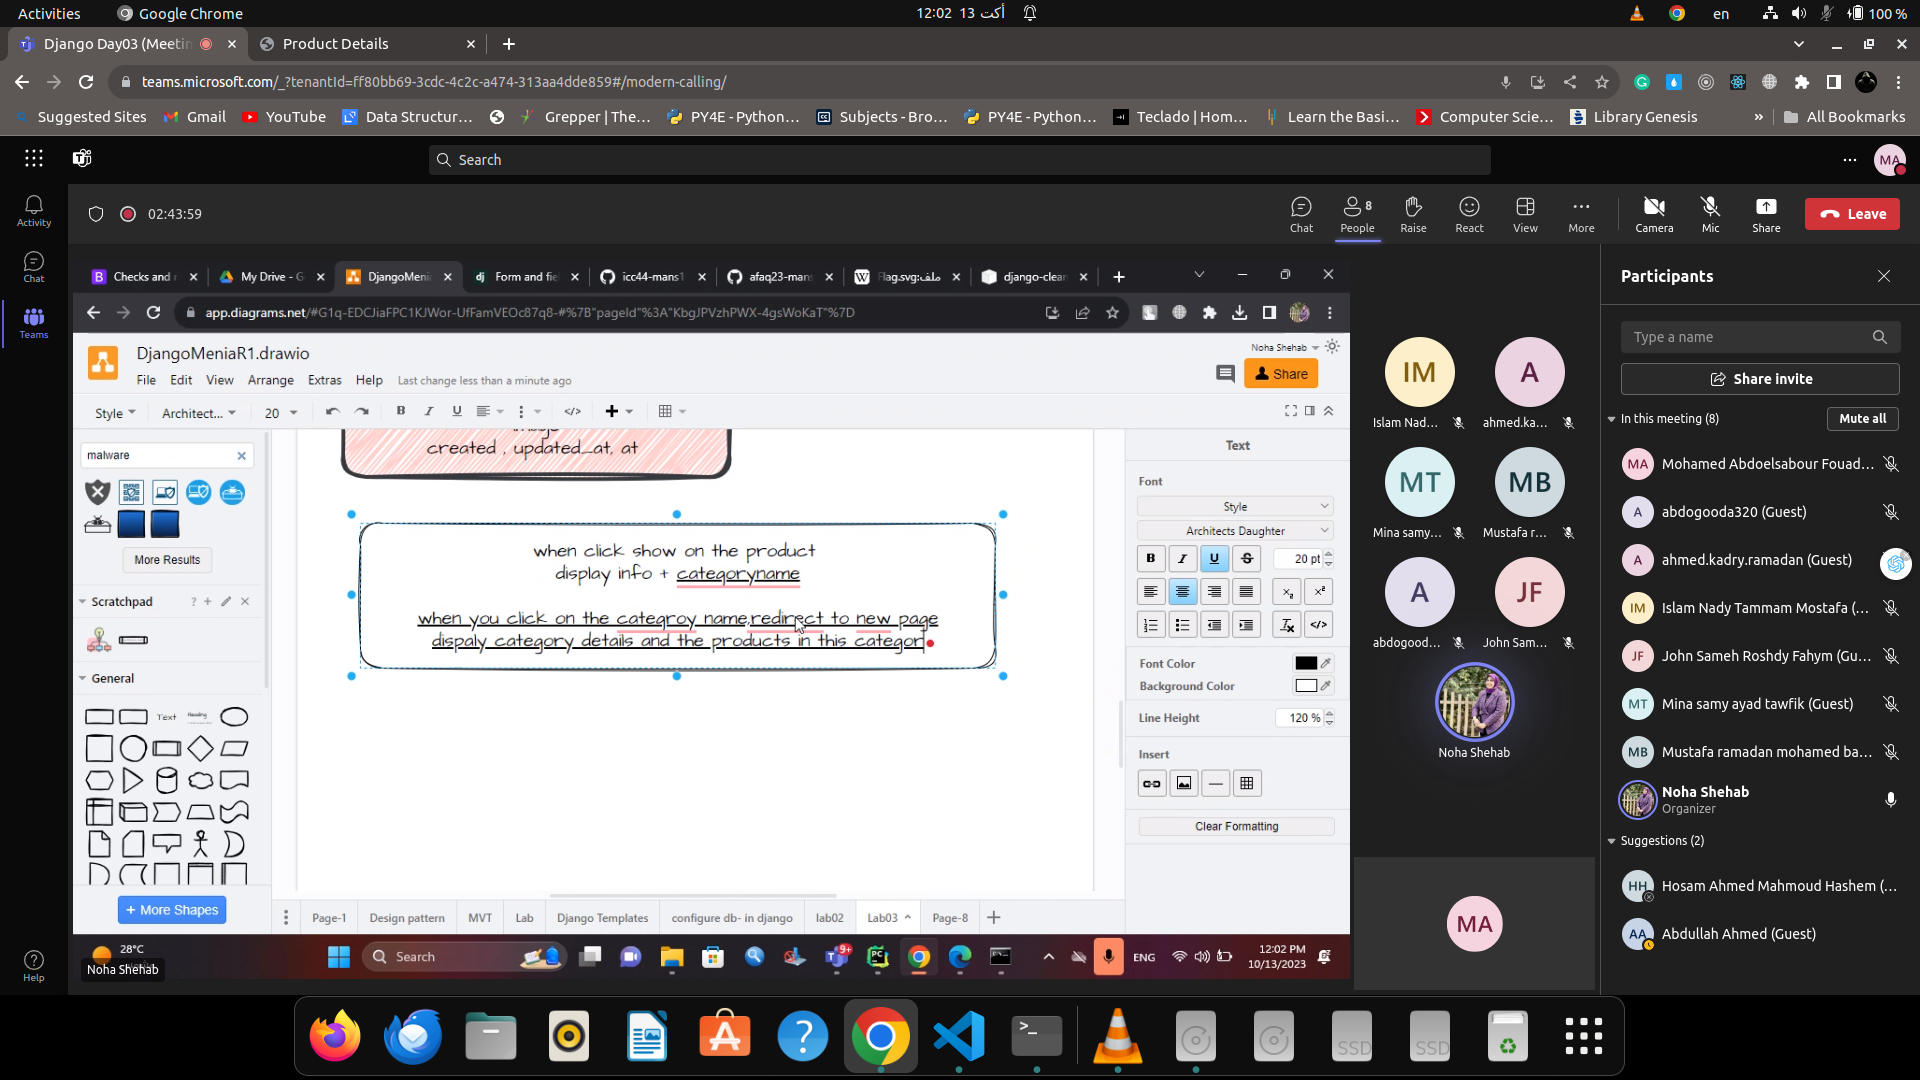 Activities
Google Chrome
12:02 13 أكت
en
100 %
Django Day03 (Meetin
Product Details
teams.microsoft.com/_?tenantId=ff80bb69-3cdc-4c2c-a474-313aa4dde859#/modern-calling/
Suggested Sites
Gmail
YouTube
Data Structur...
Grepper | The...
PY4E - Python...
Subjects - Bro...
PY4E - Python...
Teclado | Hom...
Learn the Basi...
Computer Scie...
Library Genesis
»
All Bookmarks
Search
MA
Activity
Chat
Teams
Help
02:43:59
Chat
8
People
Raise
React
View
More
Camera
Mic
Share
Leave
Checks and r
My Drive - G
DjangoMeni
Form and fie
icc44-mans1
afaq23-mans
ملف:Flag.svg
django-clean
app.diagrams.net/#G1q-EDCJiaFPC1KJWor-UfFamVEOc87q8-#%7B"pageId"%3A"KbgJPVzhPWX-4gsWoKaT"%7D
DjangoMeniaR1.drawio
File Edit View Arrange Extras Help
Last change less than a minute ago
Noha Shehab
Share
Style
Architect...
20
malware
More Results
Scratchpad
General
Text
Heading
+ More Shapes
created , updated_at, at
when click show on the product
display info + categoryname
when you click on the categroy name,redirect to new page
dispaly category details and the products in this categor
Text
Font
Style
Architects Daughter
B I U S
20 pt
Font Color
Background Color
Line Height
120 %
Insert
Clear Formatting
Page-1
Design pattern
MVT
Lab
Django Templates
configure db- in django
lab02
Lab03
Page-8
28°C
Noha Shehab
Search
9+
ENG
12:02 PM
10/13/2023
IM
Islam Nad...
A
ahmed.ka...
MT
Mina samy...
MB
Mustafa r...
A
abdogood...
JF
John Sam...
Noha Shehab
MA
Participants
Type a name
Share invite
In this meeting (8)
Mute all
MA
Mohamed Abdoelsabour Fouad...
A
abdogooda320 (Guest)
A
ahmed.kadry.ramadan (Guest)
IM
Islam Nady Tammam Mostafa (...
JF
John Sameh Roshdy Fahym (Gu...
MT
Mina samy ayad tawfik (Guest)
MB
Mustafa ramadan mohamed ba...
Noha Shehab
Organizer
Suggestions (2)
HH
Hosam Ahmed Mahmoud Hashem (...
AA
Abdullah Ahmed (Guest)
SSD
SSD